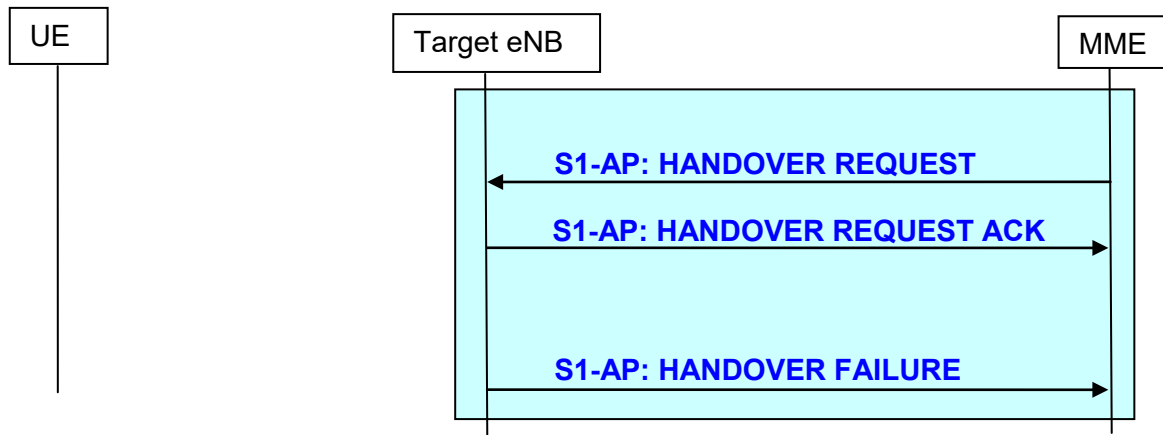 UE
Target eNB
MME
S1-AP: HANDOVER REQUEST
S1-AP: HANDOVER REQUEST ACK
S1-AP: HANDOVER FAILURE